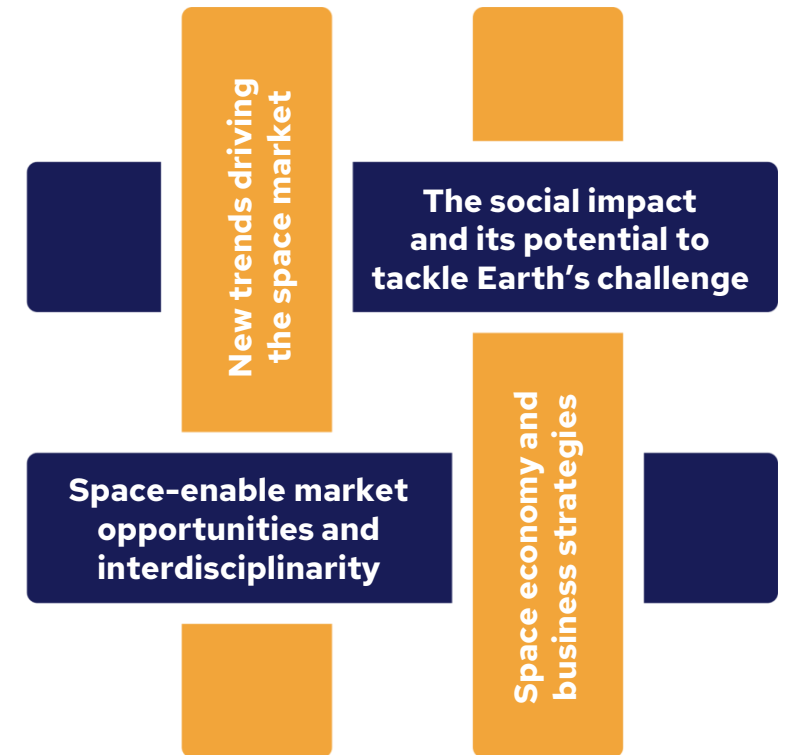 New trends driving
the space market
The social impact
and its potential to
tackle Earth’s challenge
Space-enable market
opportunities and
interdisciplinarity
Space economy and
business strategies